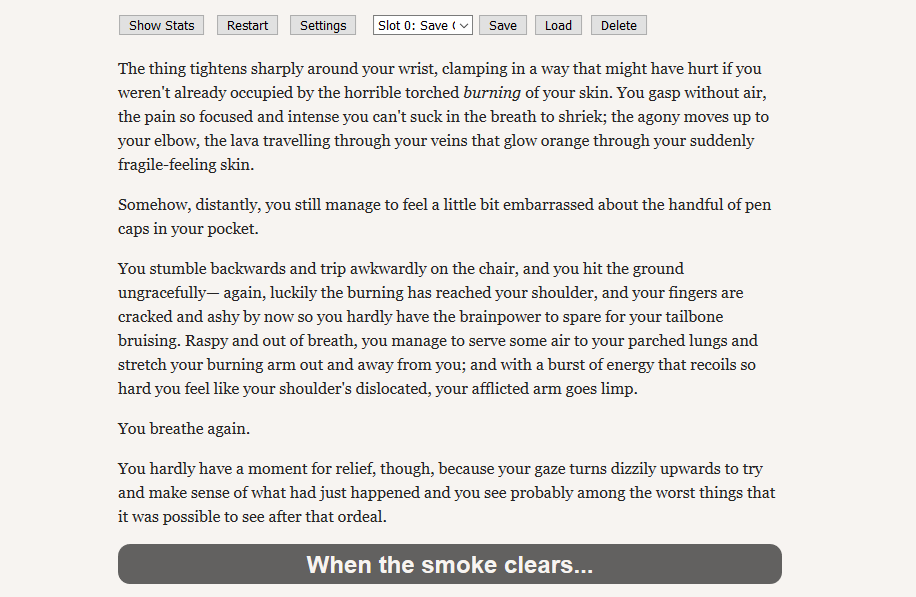 Show Stats Restart Settings Slot 0: Save Save Load Delete
The thing tightens sharply around your wrist, clamping in a way that might have hurt if you
weren't already occupied by the horrible torched burning of your skin. You gasp without air,
the pain so focused and intense you can't suck in the breath to shriek; the agony moves up to
your elbow, the lava travelling through your veins that glow orange through your suddenly
fragile-feeling skin.
Somehow, distantly, you still manage to feel a little bit embarrassed about the handful of pen
caps in your pocket.
You stumble backwards and trip awkwardly on the chair, and you hit the ground
ungracefully— again, luckily the burning has reached your shoulder, and your fingers are
cracked and ashy by now so you hardly have the brainpower to spare for your tailbone
bruising. Raspy and out of breath, you manage to serve some air to your parched lungs and
stretch your burning arm out and away from you; and with a burst of energy that recoils so
hard you feel like your shoulder's dislocated, your afflicted arm goes limp.
You breathe again.
You hardly have a moment for relief, though, because your gaze turns dizzily upwards to try
and make sense of what had just happened and you see probably among the worst things that
it was possible to see after that ordeal.
When the smoke clears...